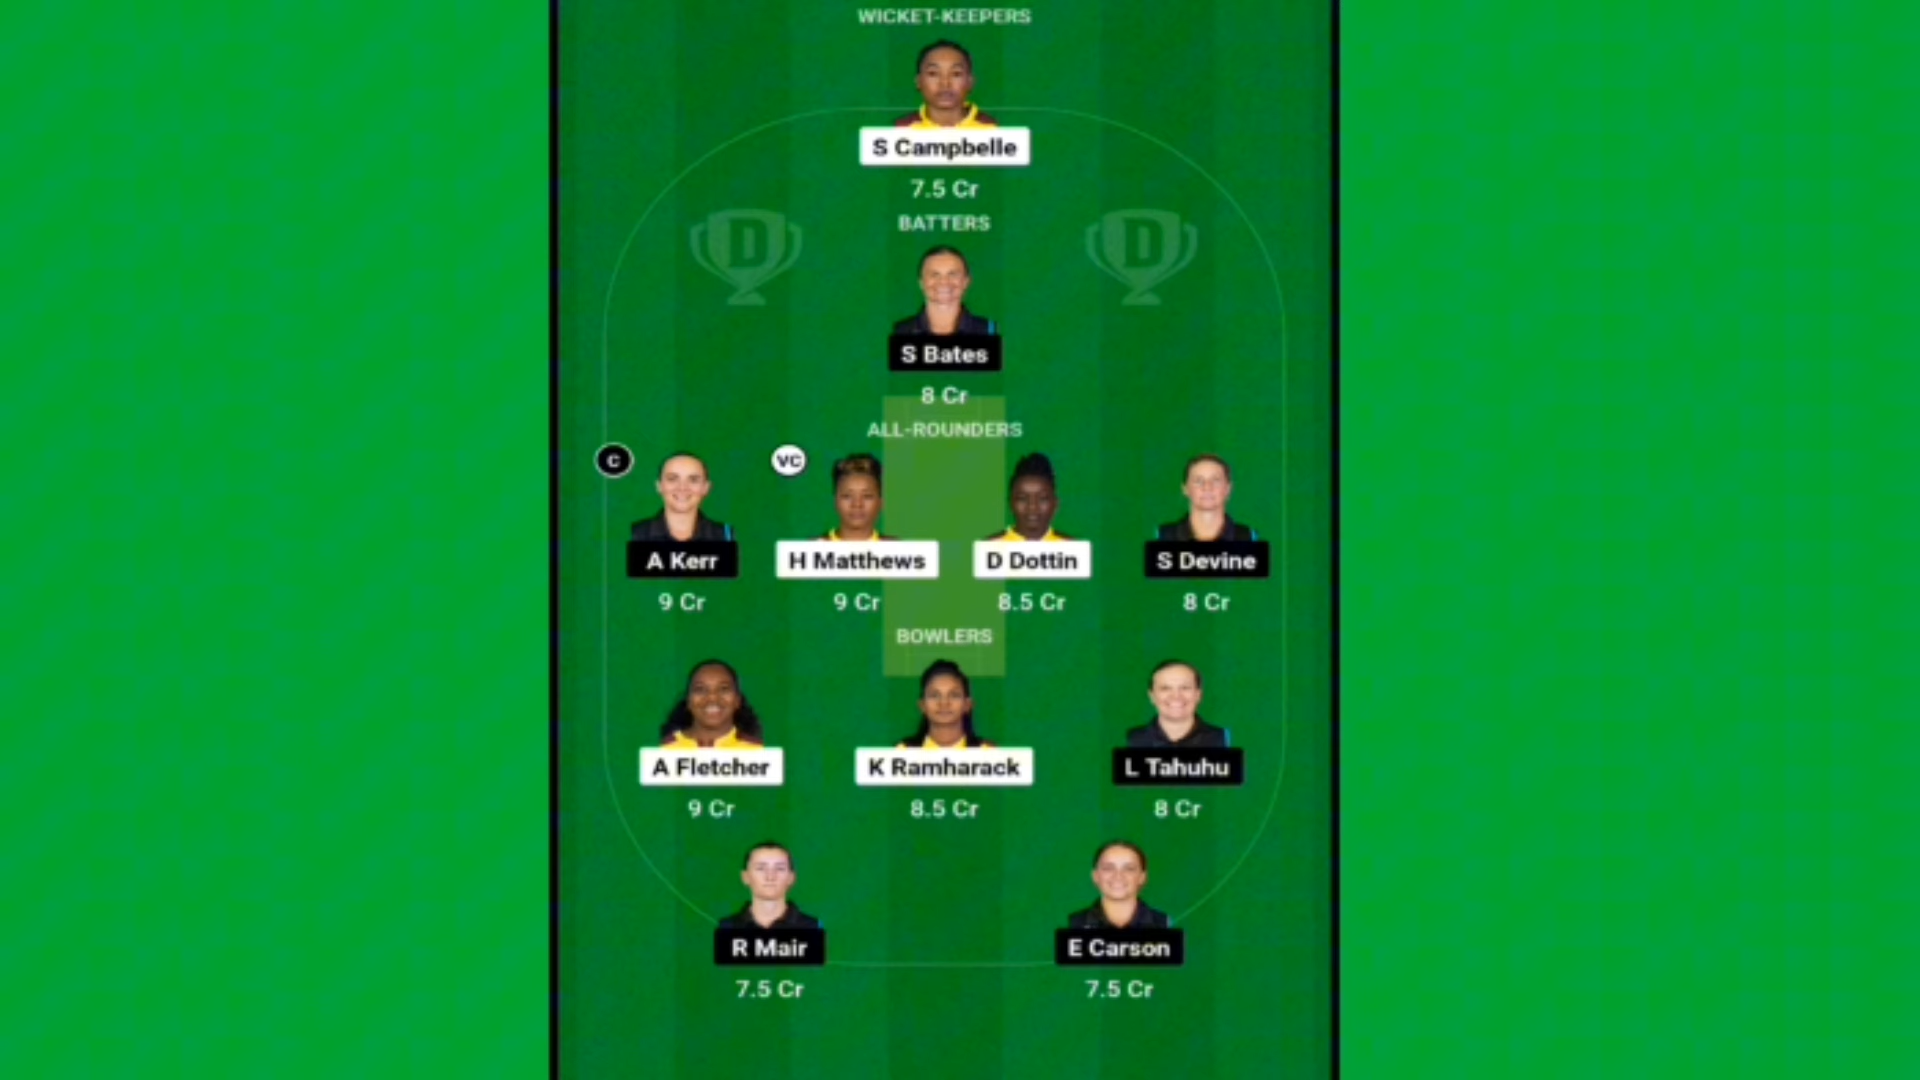 WICKET-KEEPERS
S Campbelle
7.5 Cr
D D
BATTERS
S Bates
8 Cr
ALL-ROUNDERS
C VC
A Kerr H Matthews D Dottin S Devine
9 Cr 9 Cr 8.5 Cr 8 Cr
BOWLERS
A Fletcher K Ramharack L Tahuhu
9 Cr 8.5 Cr 8 Cr
R Mair E Carson
7.5 Cr 7.5 Cr